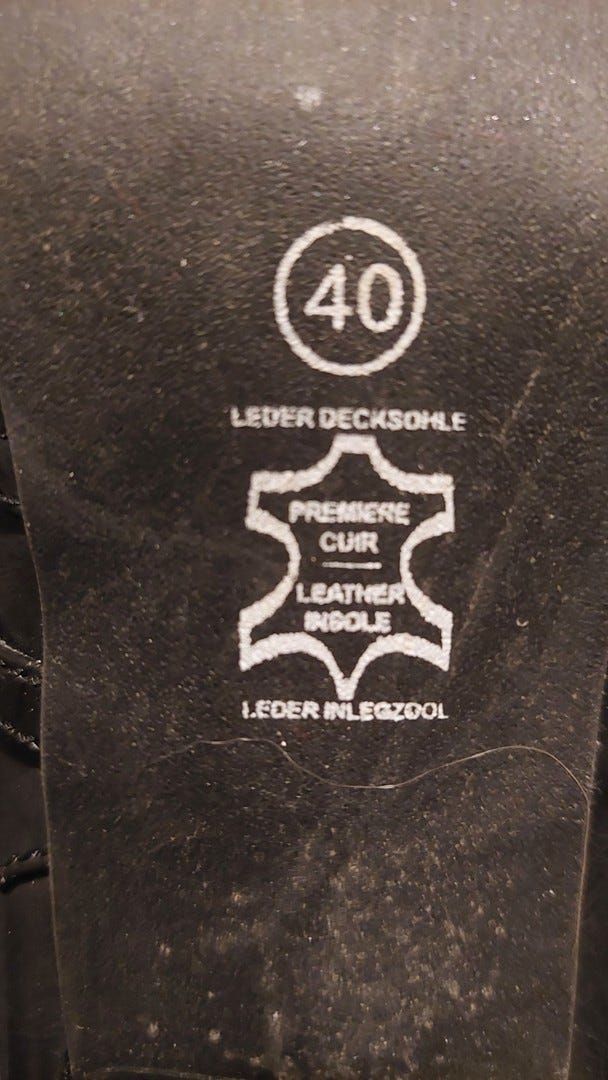 40
LEDER DECKSOHLE
PREMIERE
CUIR
LEATHER
INSOLE
LEDER INLEGZOOL